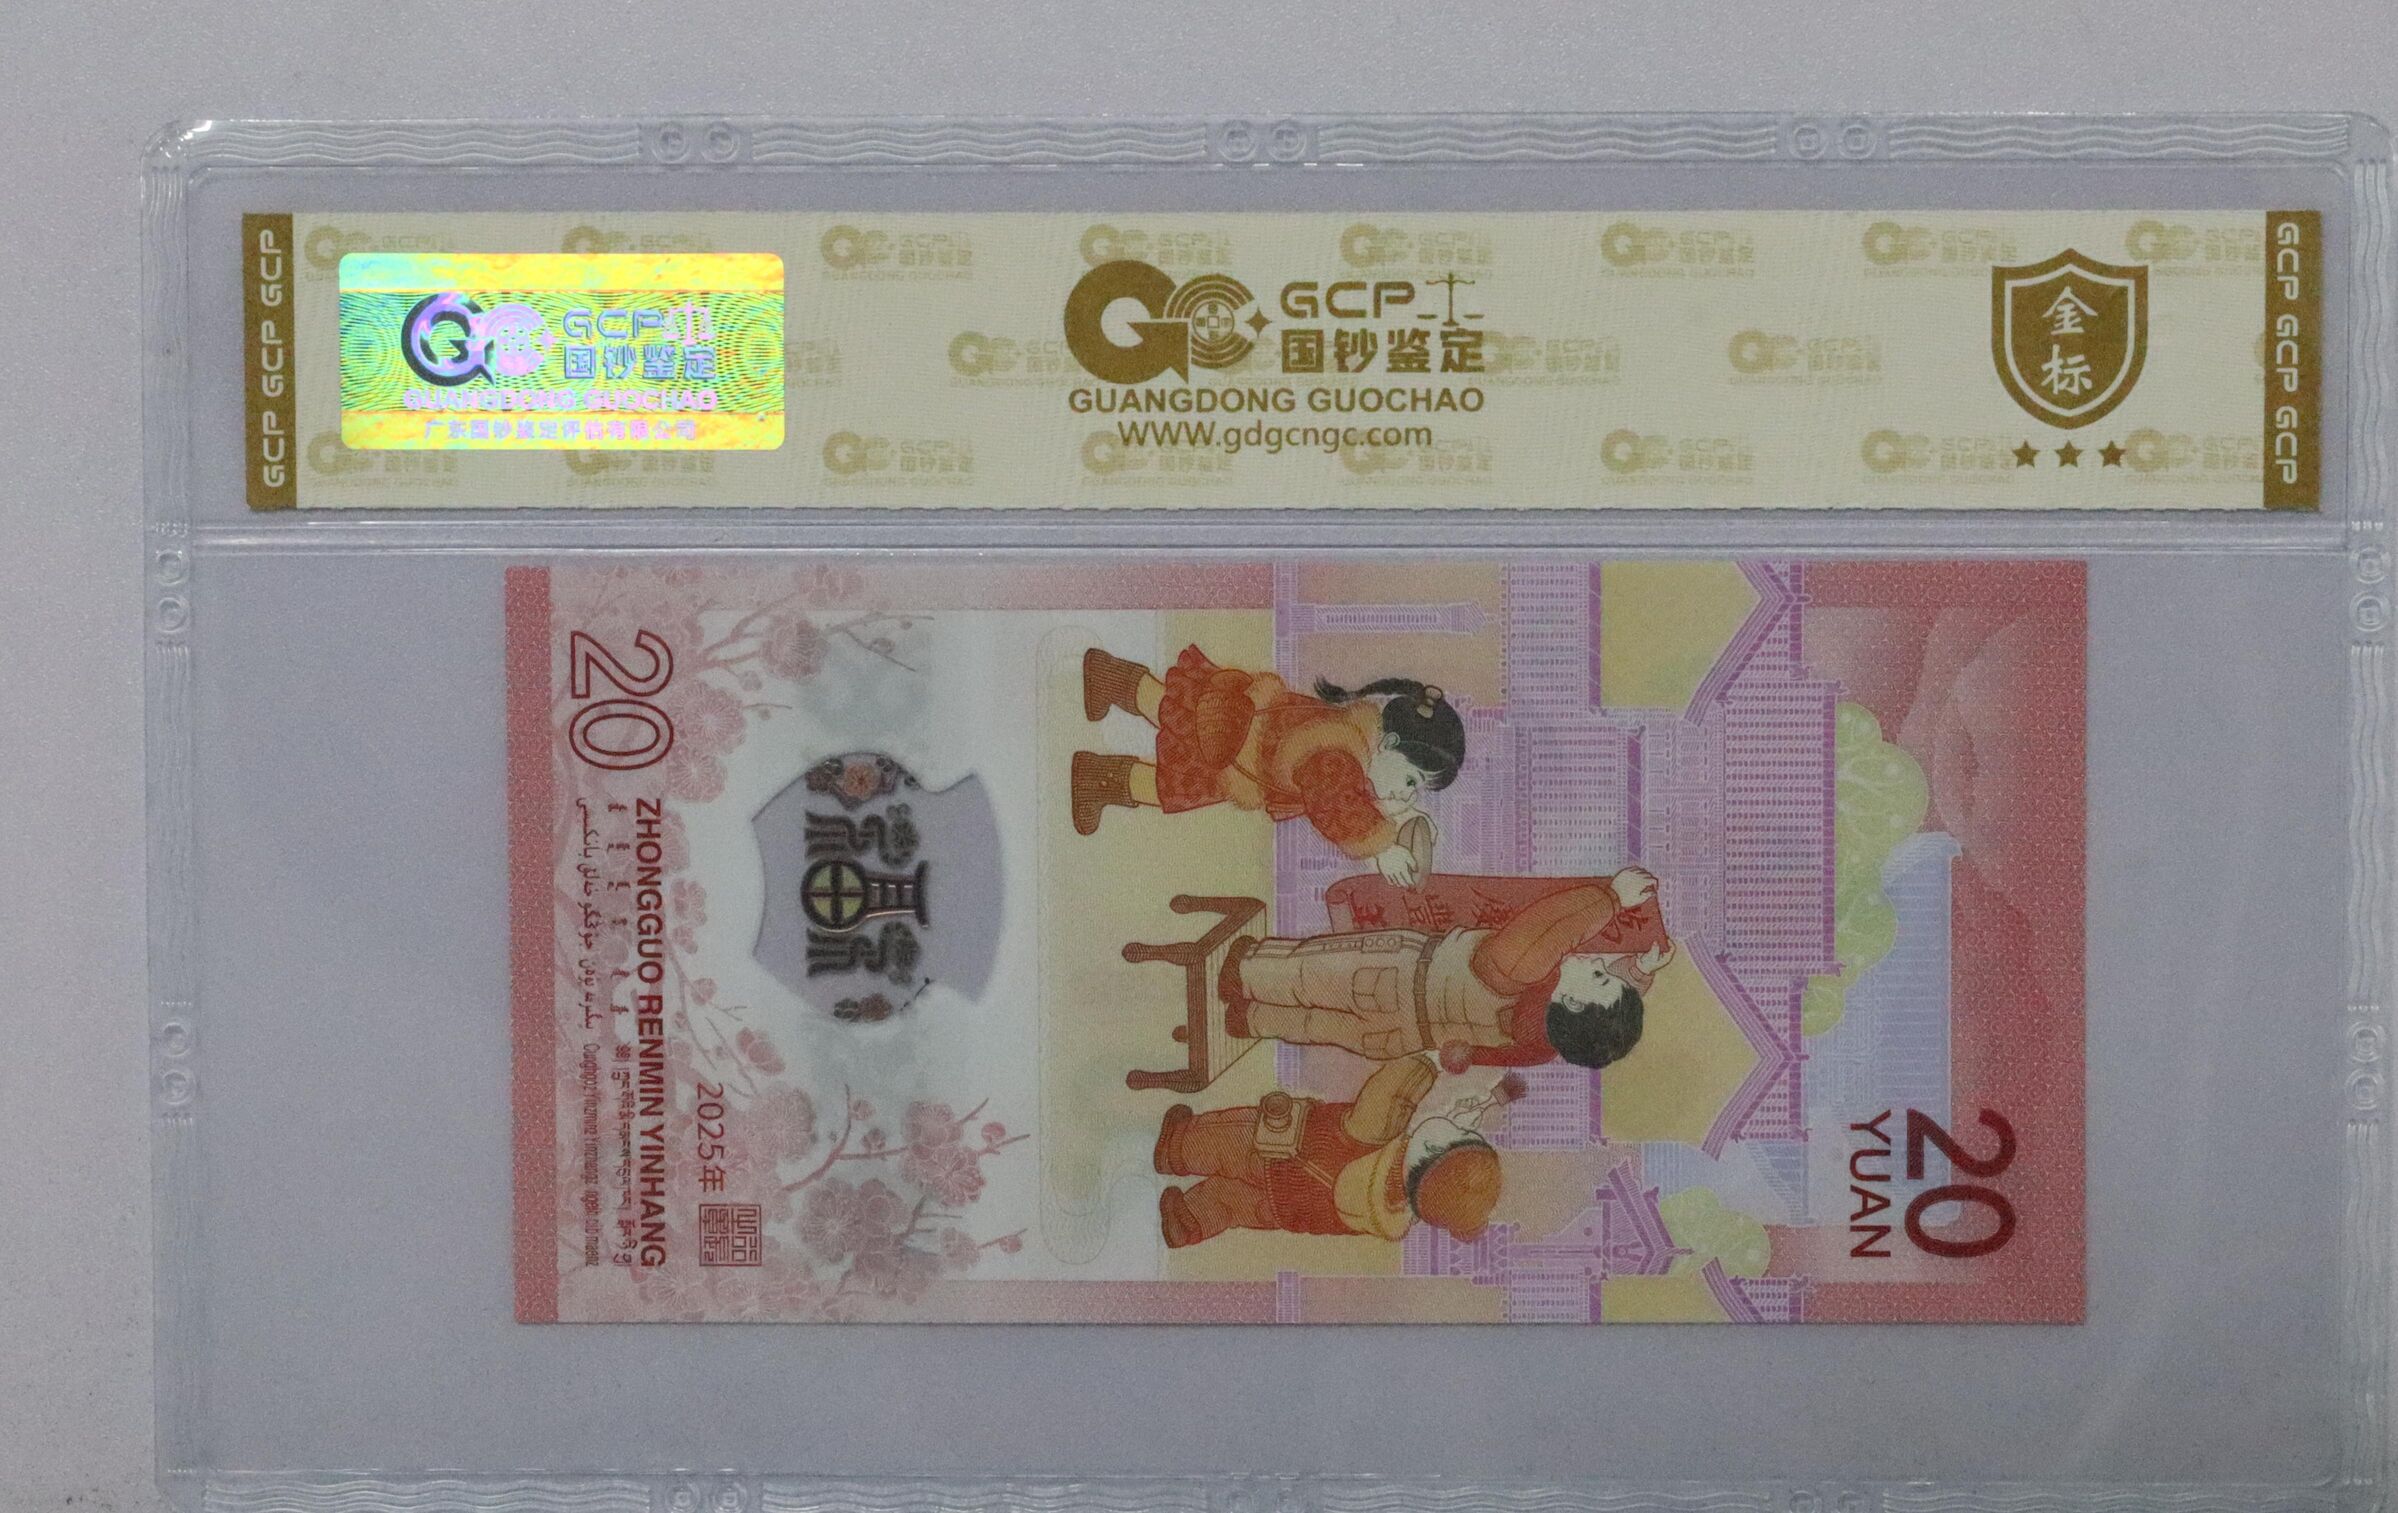 GCP GCP GCP
GCP
国钞鉴定
GUANGDONG GUOCHAO
广东国钞鉴定评估有限公司
GCP
国钞鉴定
GUANGDONG GUOCHAO
WWW.gdgcngc.com
金标
GCP GCP GCP
20
YUAN
2025年
20
ZHONGGUO RENMIN YINHANG